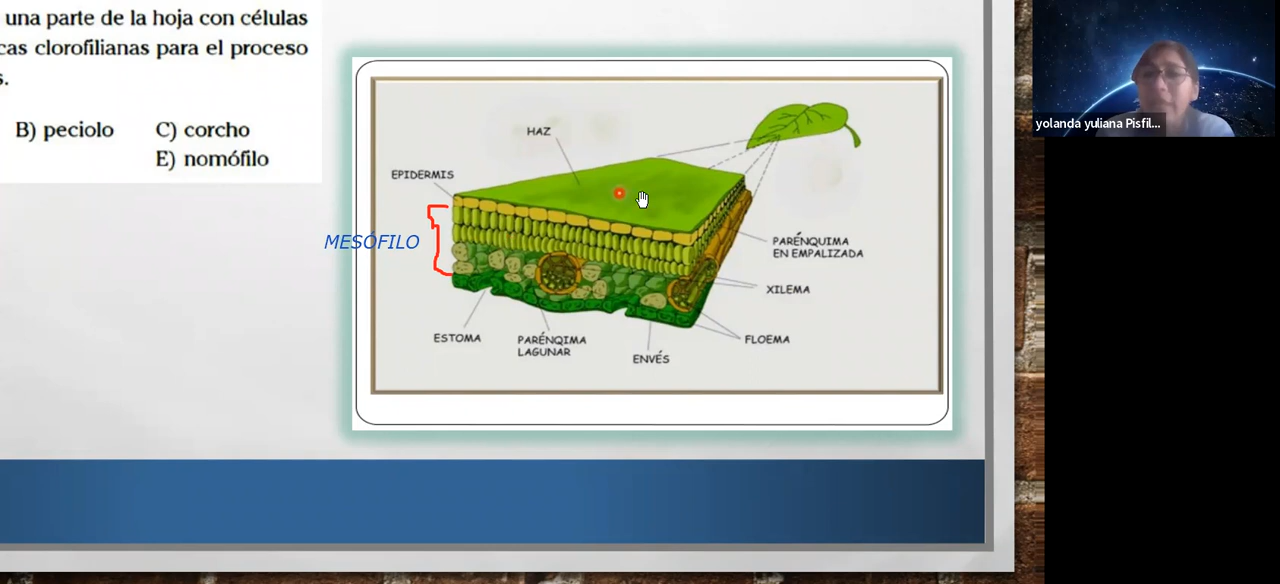 una parte de la hoja con células
cas clorofilianas para el proceso
s.
B) peciolo C) corcho
E) nomófilo
HAZ
EPIDERMIS
MESÓFILO
PARÉNQUIMA
EN EMPALIZADA
XILEMA
ESTOMA
PARÉNQIMA
LAGUNAR
ENVÉS
FLOEMA
yolanda yuliana Pisfil...